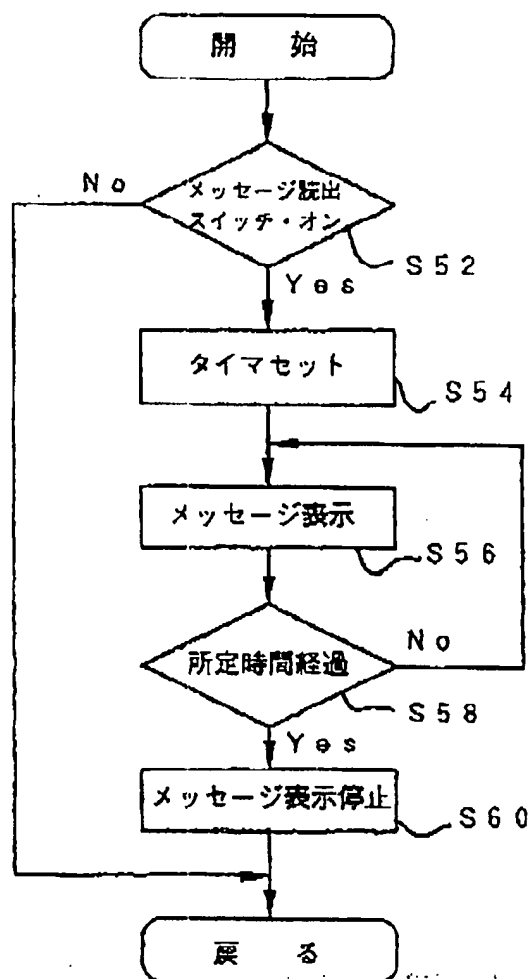 開 始
メッセージ読出
スイッチ・オン
No
S52
Yes
タイマセット
S54
メッセージ表示
S56
所定時間経過
No
S58
Yes
メッセージ表示停止
S60
戻 る